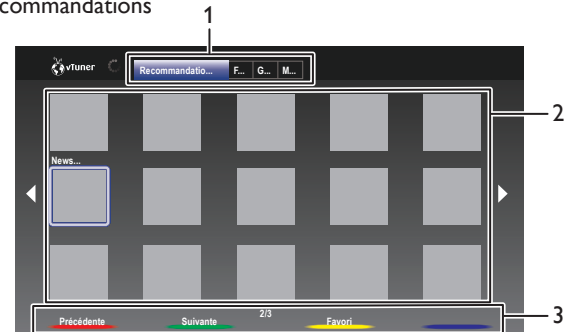 commandations
1
vTuner Recommandatio... F... G... M...
2
News...
2/3
Précédente Suivante Favori
3